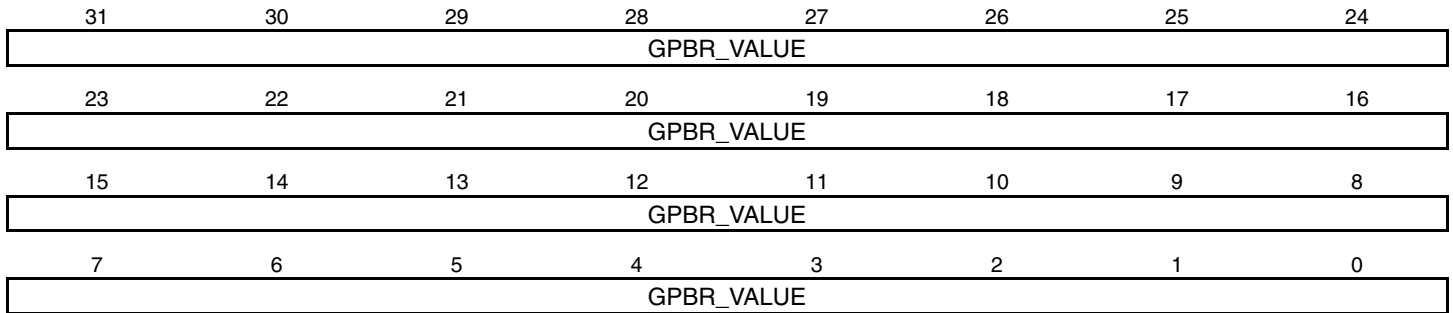 31 30 29 28 27 26 25 24
GPBR_VALUE
23 22 21 20 19 18 17 16
GPBR_VALUE
15 14 13 12 11 10 9 8
GPBR_VALUE
7 6 5 4 3 2 1 0
GPBR_VALUE